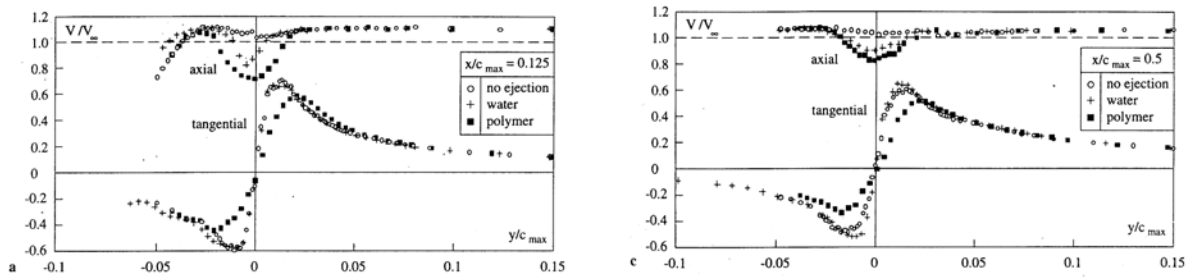 1.2
V/V∞
1.0
0.8
0.6
0.4
0.2
0
-0.2
-0.4
-0.6
axial
tangential
x/c max = 0.125
no ejection
water
polymer
y/c max
-0.1
-0.05
0
0.05
0.1
0.15
a
1.2
V/V∞
1.0
0.8
0.6
0.4
0.2
0
-0.2
-0.4
-0.6
axial
tangential
x/c max = 0.5
no ejection
water
polymer
y/c max
-0.1
-0.05
0
0.05
0.1
0.15
c